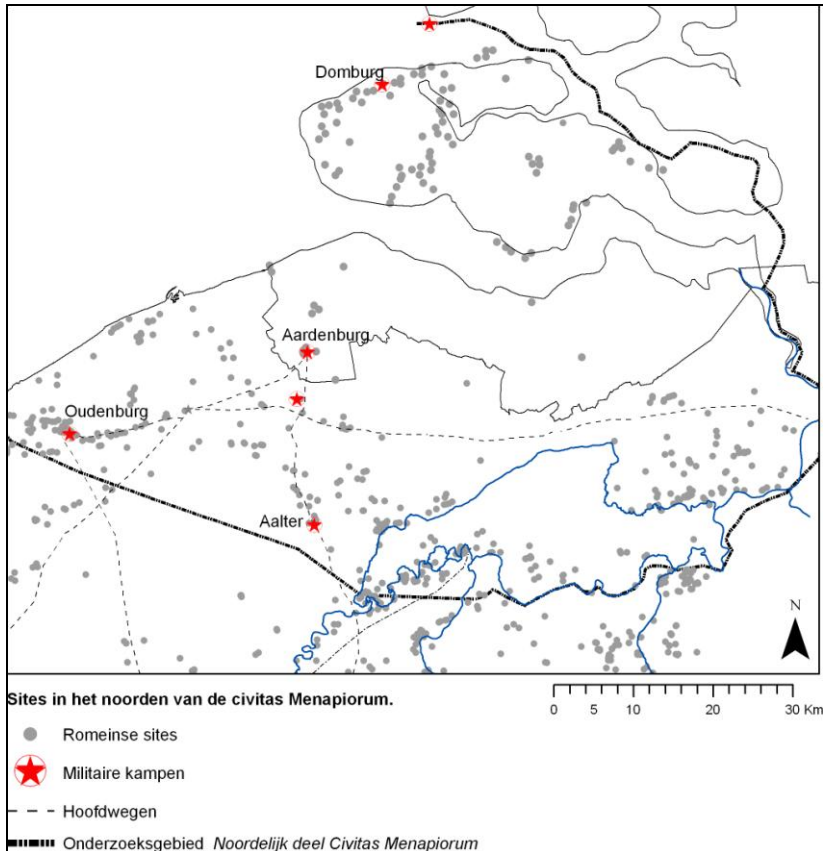 Domburg
Aardenburg
Oudenburg
Aalter
N
Sites in het noorden van de civitas Menapiorum.
0 5 10 20 30 Km
Romeinse sites
Militaire kampen
Hoofdwegen
Onderzoeksgebied Noordelijk deel Civitas Menapiorum